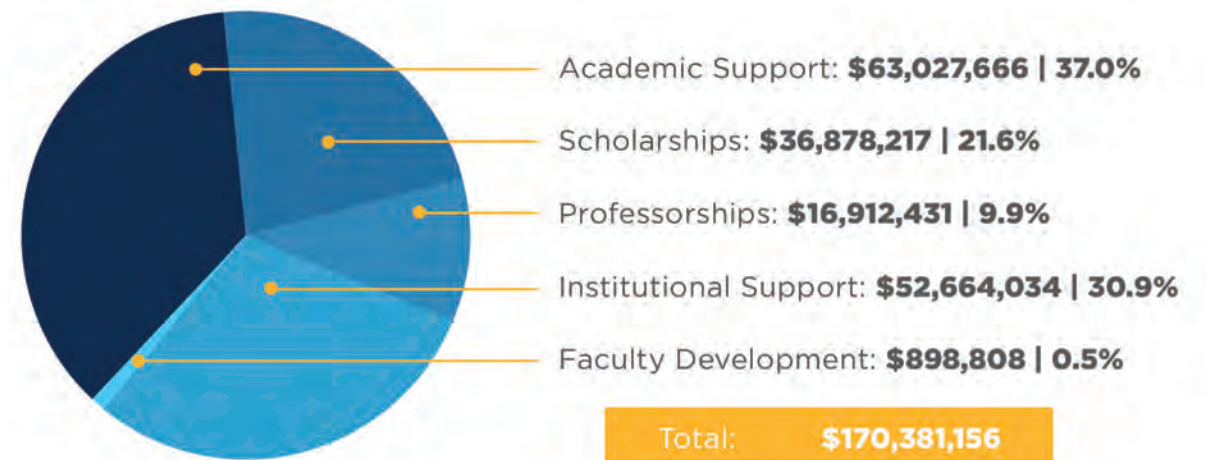 Academic Support: $63,027,666 | 37.0%
Scholarships: $36,878,217 | 21.6%
Professorships: $16,912,431 | 9.9%
Institutional Support: $52,664,034 | 30.9%
Faculty Development: $898,808 | 0.5%
Total: $170,381,156